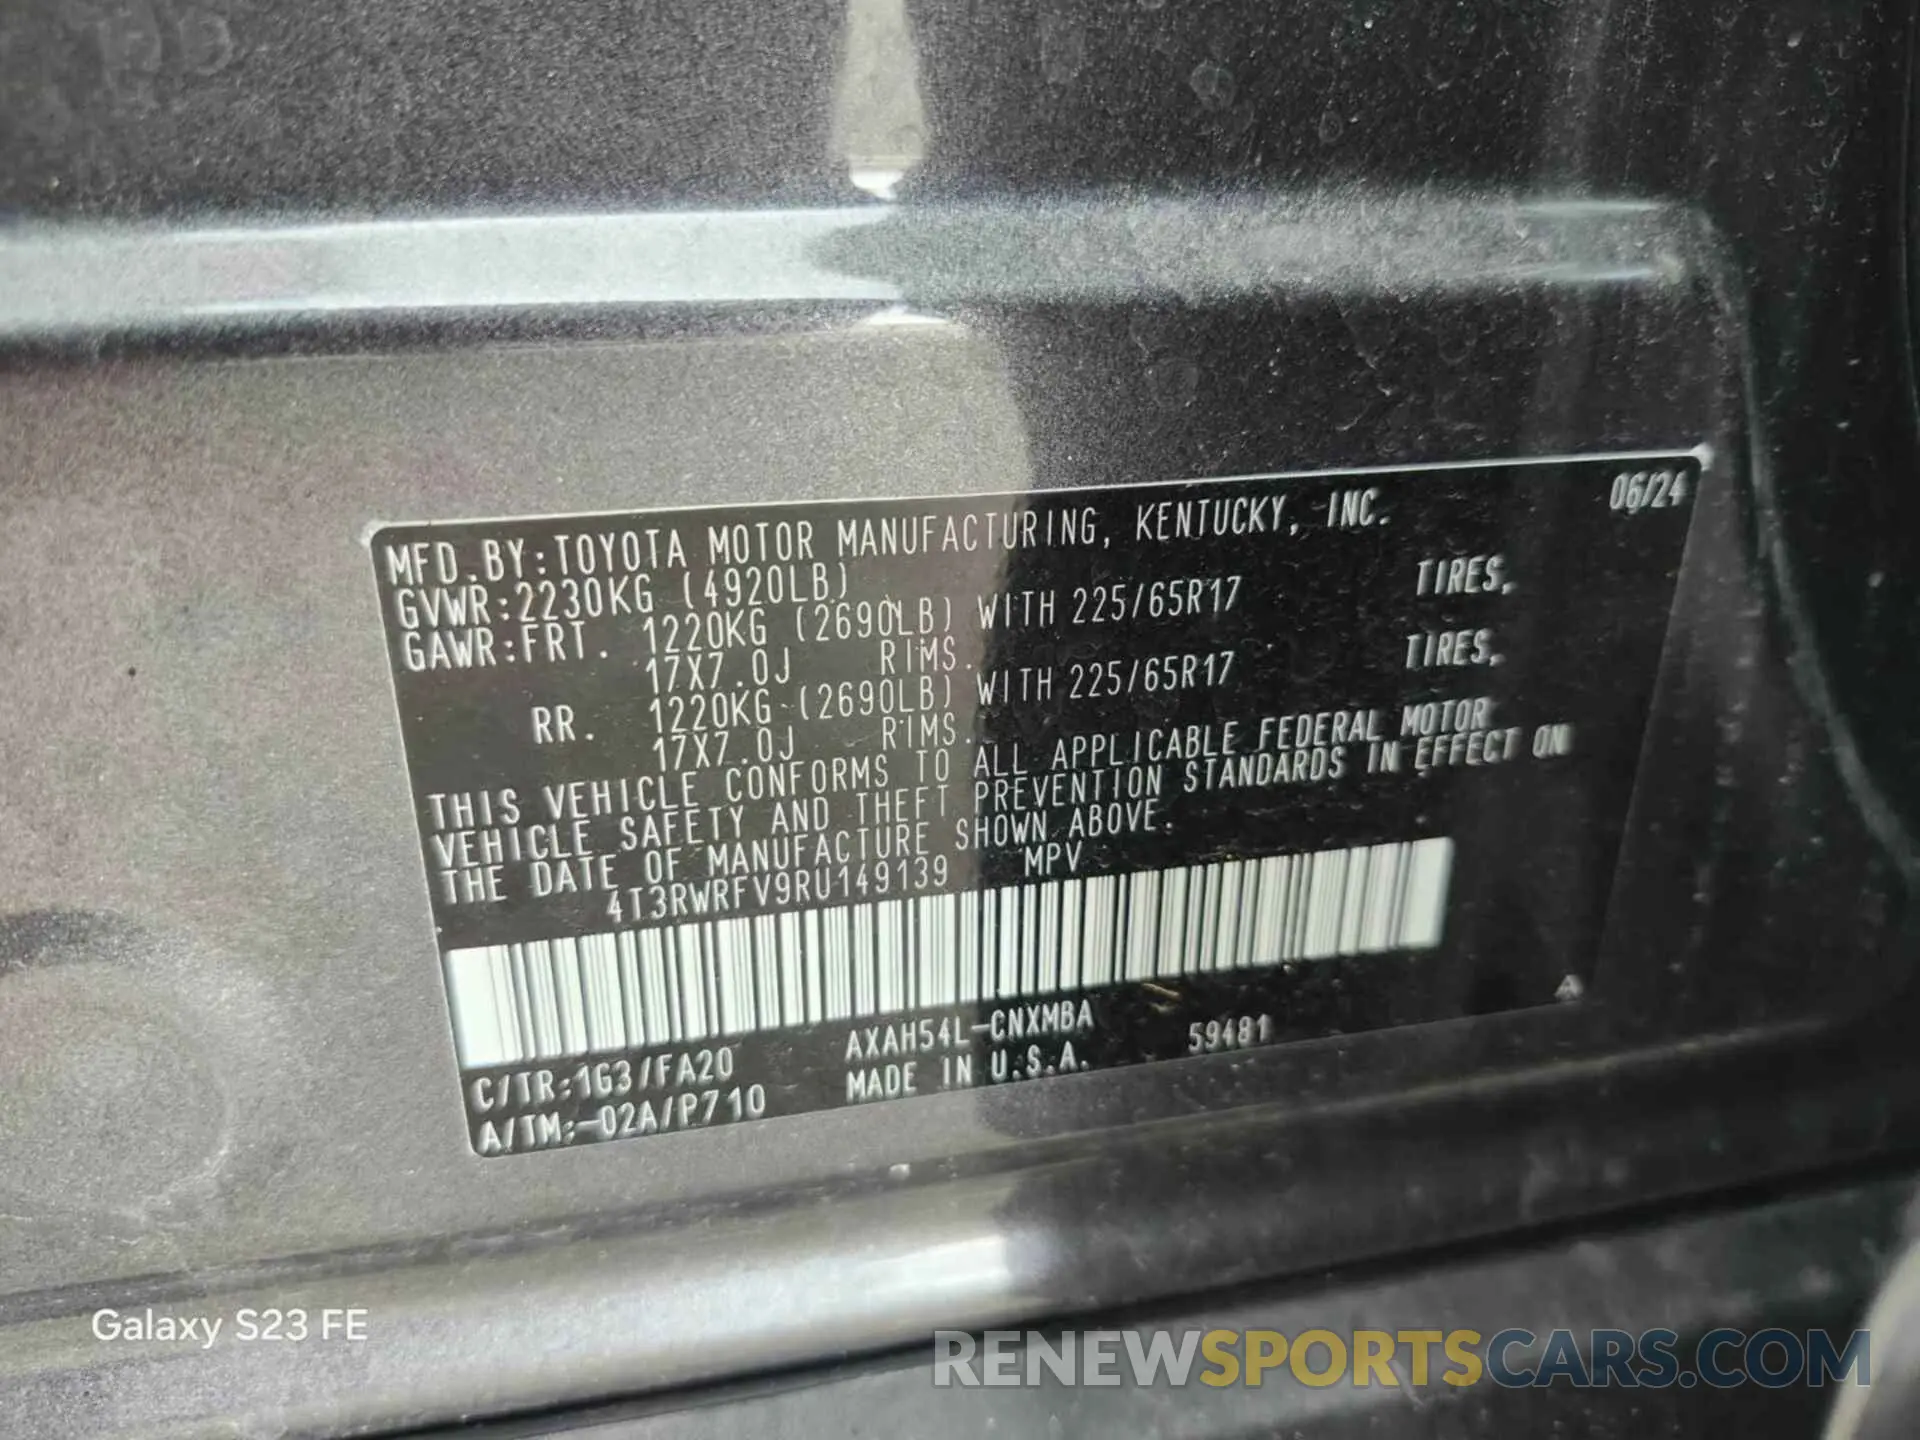 MFD.BY:TOYOTA MOTOR MANUFACTURING, KENTUCKY, INC. 06/24
GVWR:2230KG (4920LB)
GAWR:FRT. 1220KG (2690LB) WITH 225/65R17 TIRES,
17X7.0J RIMS.
RR. 1220KG (2690LB) WITH 225/65R17 TIRES,
17X7.0J RIMS.
THIS VEHICLE CONFORMS TO ALL APPLICABLE FEDERAL MOTOR
VEHICLE SAFETY AND THEFT PREVENTION STANDARDS IN EFFECT ON
THE DATE OF MANUFACTURE SHOWN ABOVE.
4T3RWRFV9RU149139 MPV
A
C/TR:1G3/FA20 AXAH54L-CNXMBA 59481
A/TM:-02A/P710 MADE IN U.S.A.
Galaxy S23 FE
RENEWSPORTSCARS.COM